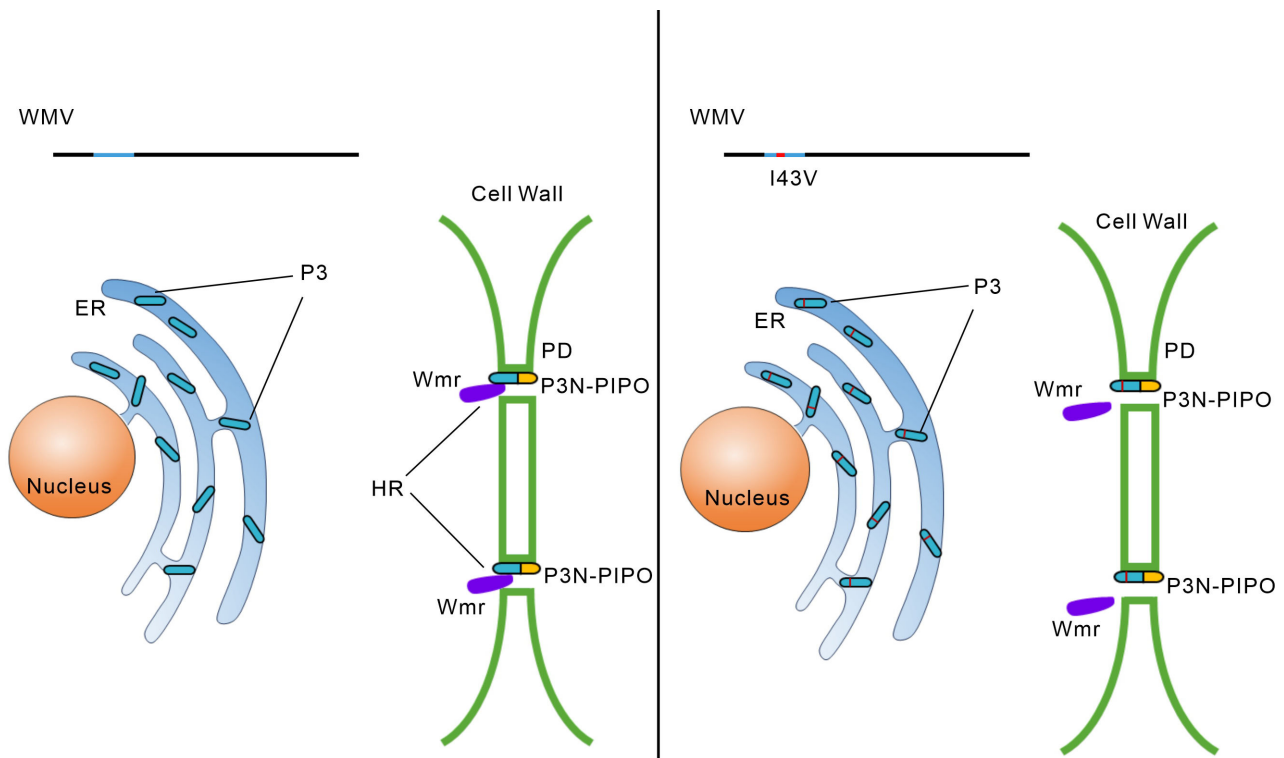 WMV
Cell Wall
P3
ER
PD
Wmr
P3N-PIPO
Nucleus
HR
P3N-PIPO
Wmr
WMV
I43V
Cell Wall
P3
ER
PD
Wmr
P3N-PIPO
Nucleus
P3N-PIPO
Wmr